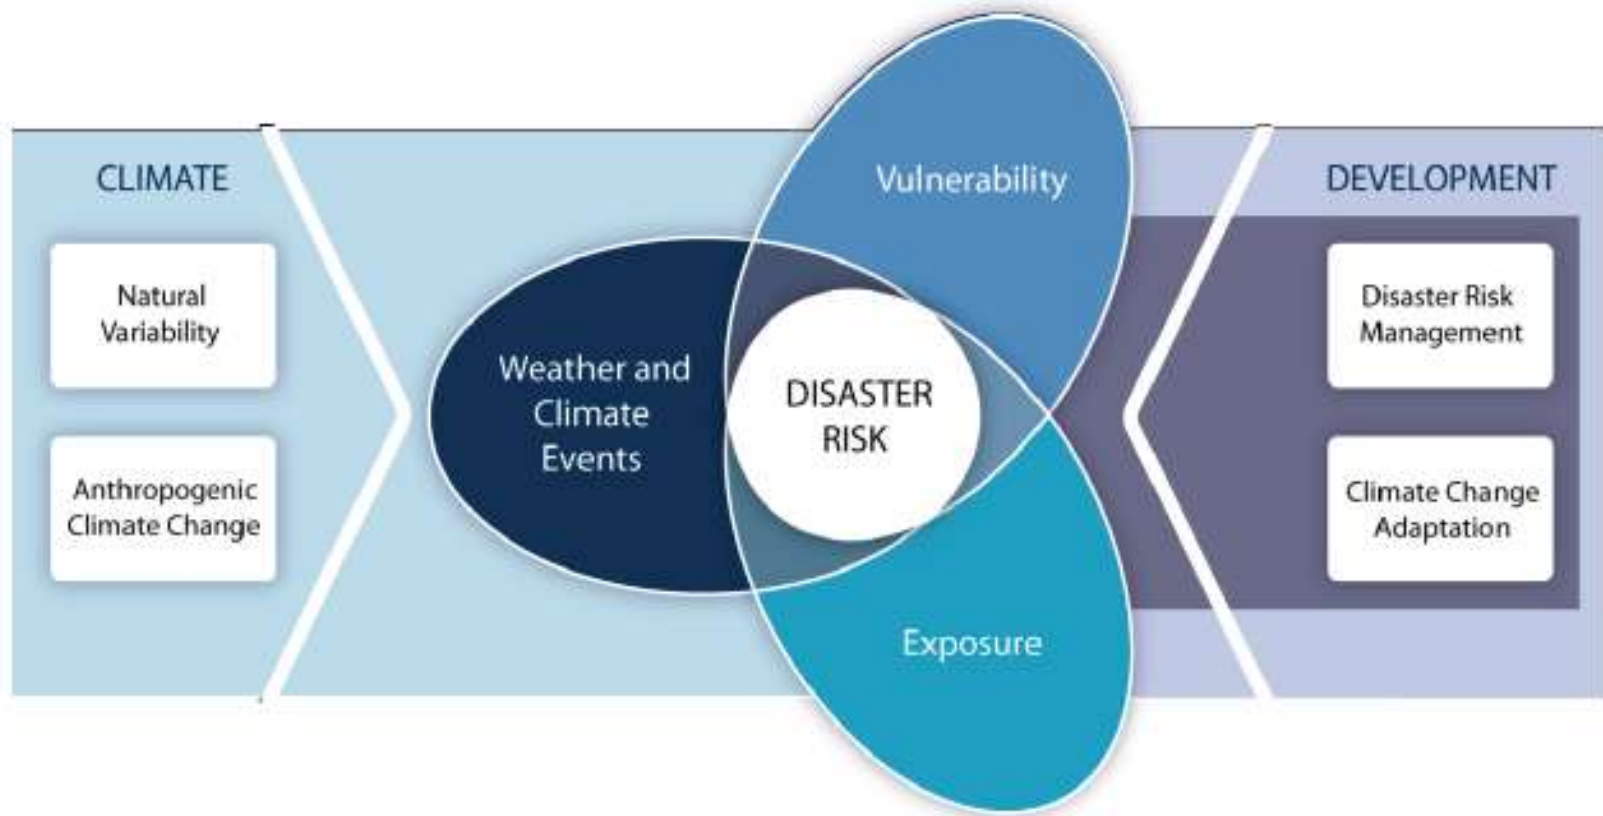 CLIMATE
Natural
Variability
Anthropogenic
Climate Change
Weather and
Climate
Events
Vulnerability
DISASTER
RISK
Exposure
DEVELOPMENT
Disaster Risk
Management
Climate Change
Adaptation